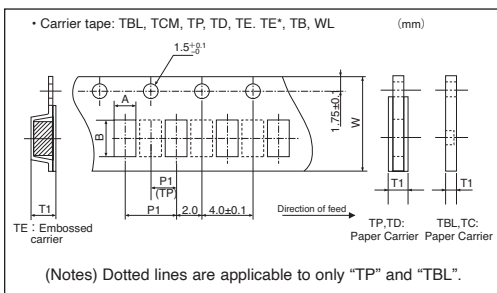 ・Carrier tape: TBL, TCM, TP, TD, TE. TE*, TB, WL
(mm)
1.5+0.1 -0
A
B
1.75±0.1
W
P1
(TP)
P1
2.0
4.0±0.1
Direction of feed
T1
TE : Embossed
carrier
T1
TP,TD:
Paper Carrier
T1
TBL,TC:
Paper Carrier
(Notes) Dotted lines are applicable to only “TP” and “TBL”.